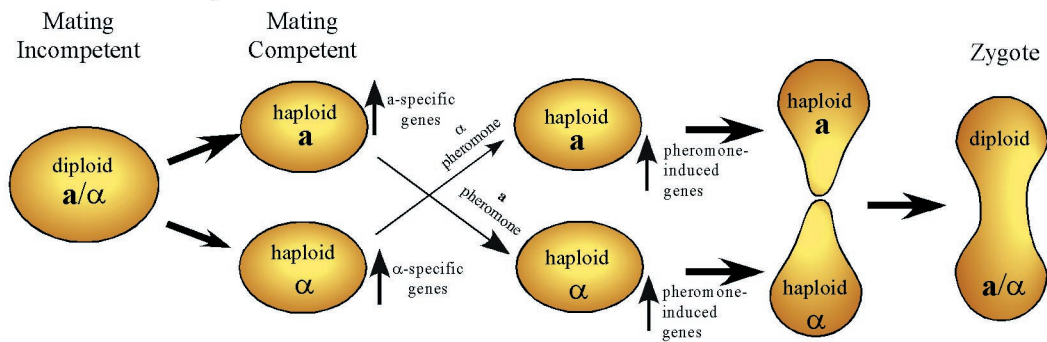 Mating
Incompetent
Mating
Competent
Zygote
diploid
a/α
haploid
a
a-specific
genes
haploid
α
α-specific
genes
α
pheromone
a
pheromone
haploid
a
pheromone-
induced
genes
haploid
α
pheromone-
induced
genes
haploid
a
haploid
α
diploid
a/α